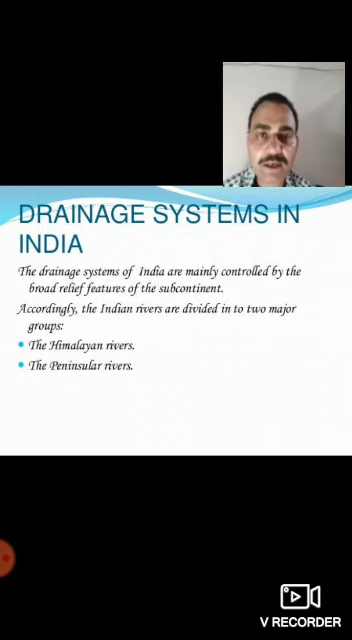 DRAINAGE SYSTEMS IN
INDIA
The drainage systems of India are mainly controlled by the
broad relief features of the subcontinent.
Accordingly, the Indian rivers are divided in to two major
groups:
• The Himalayan rivers.
• The Peninsular rivers.
V RECORDER